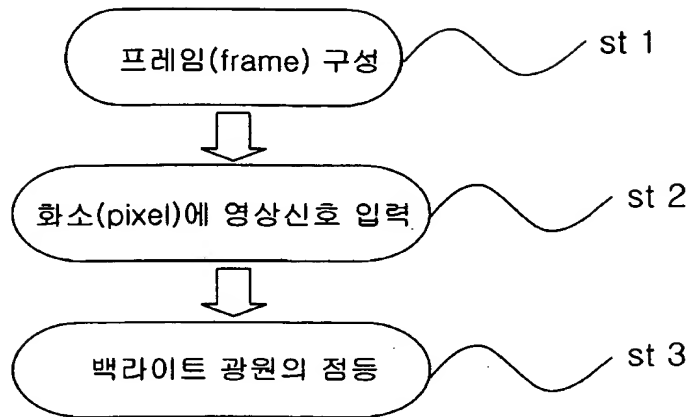 프레임(frame) 구성
st 1
화소(pixel)에 영상신호 입력
st 2
백라이트 광원의 점등
st 3